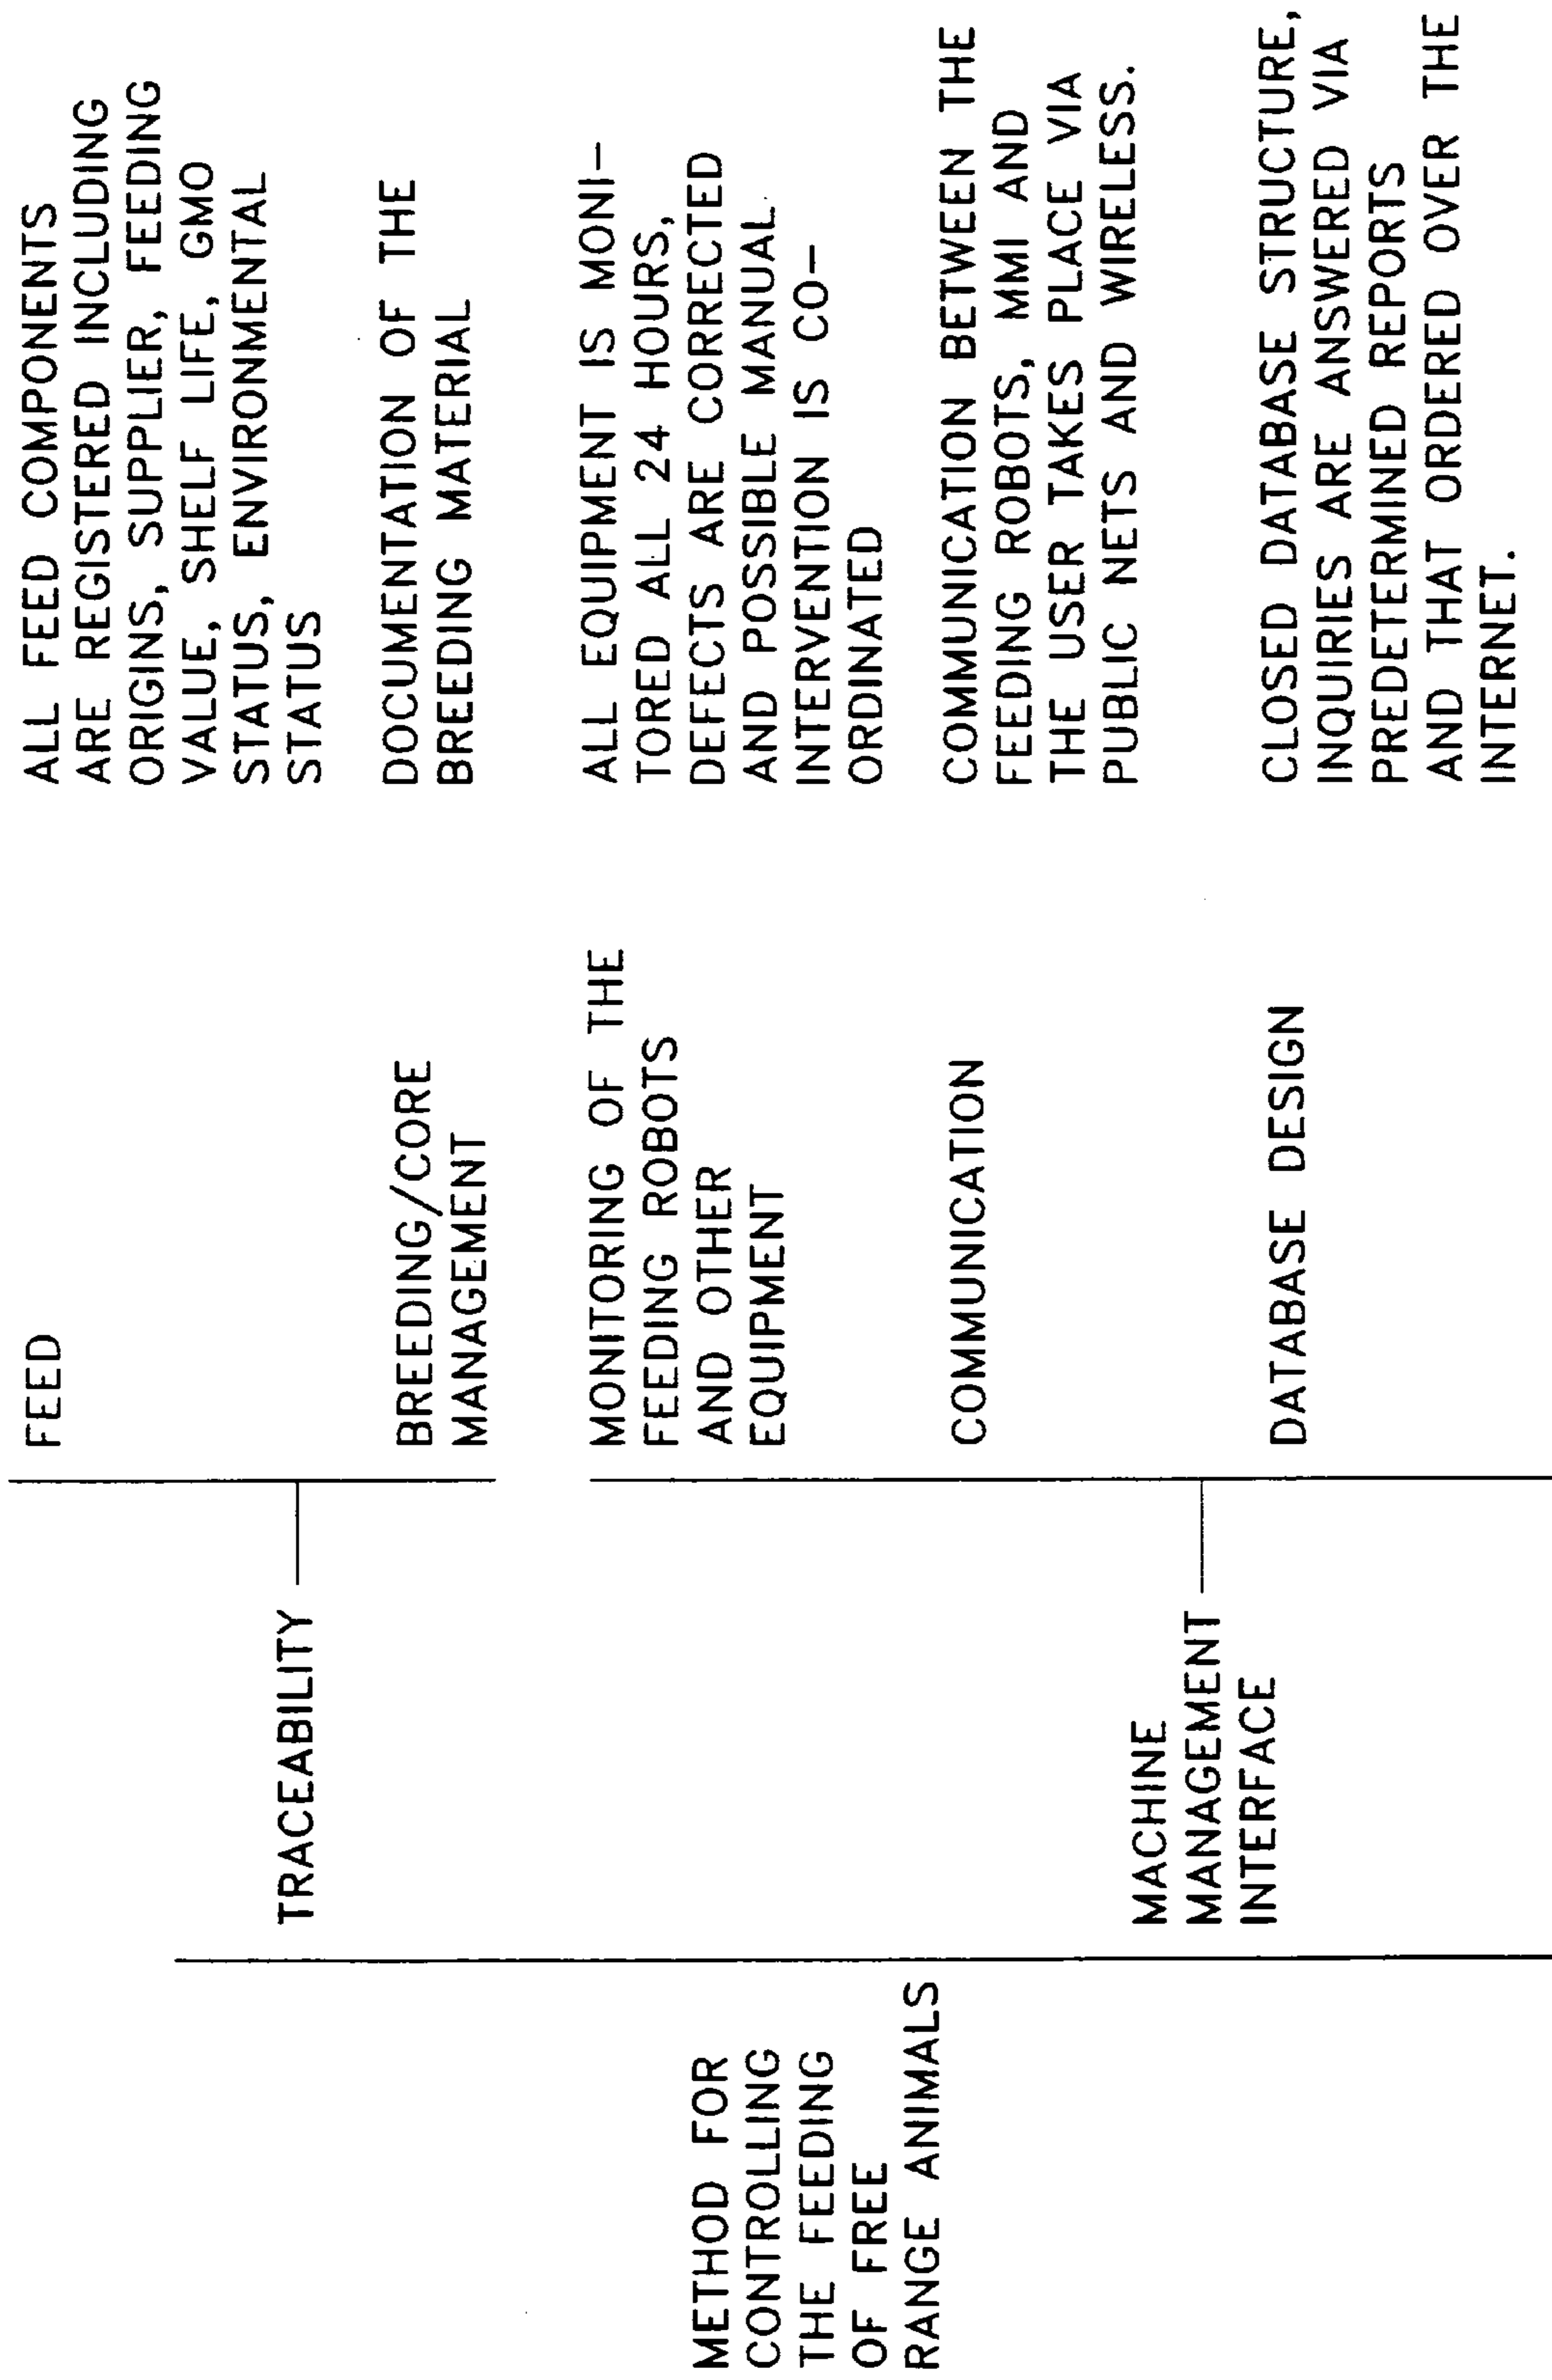 METHOD FOR
CONTROLLING
THE FEEDING
OF FREE
RANGE ANIMALS
TRACEABILITY
FEED
ALL FEED COMPONENTS
ARE REGISTERED INCLUDING
ORIGINS, SUPPLIER, FEEDING
VALUE, SHELF LIFE, GMO
STATUS, ENVIRONMENTAL
STATUS
BREEDING/CORE
MANAGEMENT
DOCUMENTATION OF THE
BREEDING MATERIAL
MACHINE
MANAGEMENT
INTERFACE
MONITORING OF THE
FEEDING ROBOTS
AND OTHER
EQUIPMENT
ALL EQUIPMENT IS MONI-
TORED ALL 24 HOURS,
DEFECTS ARE CORRECTED
AND POSSIBLE MANUAL
INTERVENTION IS CO-
ORDINATED
COMMUNICATION
COMMUNICATION BETWEEN THE
FEEDING ROBOTS, MMI AND
THE USER TAKES PLACE VIA
PUBLIC NETS AND WIRELESS.
DATABASE DESIGN
CLOSED DATABASE STRUCTURE,
INQUIRIES ARE ANSWERED VIA
PREDETERMINED REPORTS
AND THAT ORDERED OVER THE
INTERNET.